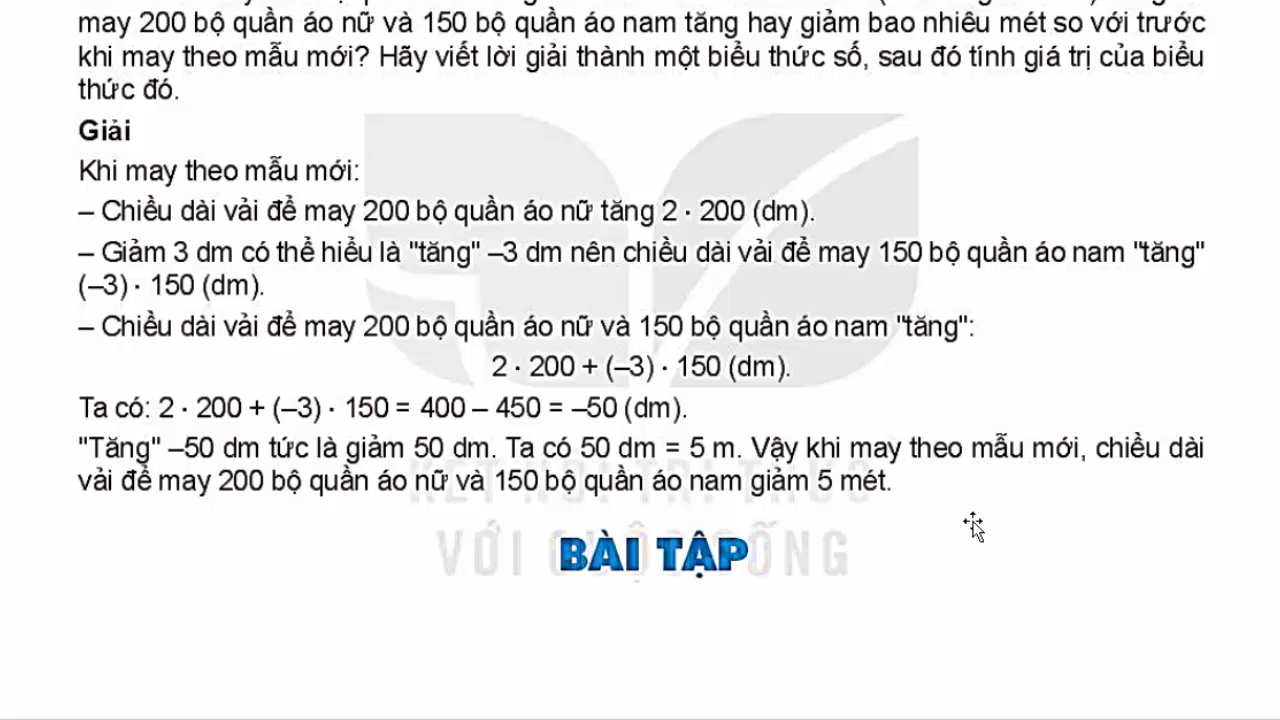 may 200 bộ quần áo nữ và 150 bộ quần áo nam tăng hay giảm bao nhiêu mét so với trước
khi may theo mẫu mới? Hãy viết lời giải thành một biểu thức số, sau đó tính giá trị của biểu
thức đó.
Giải
Khi may theo mẫu mới:
– Chiều dài vải để may 200 bộ quần áo nữ tăng 2 · 200 (dm).
– Giảm 3 dm có thể hiểu là "tăng" –3 dm nên chiều dài vải để may 150 bộ quần áo nam "tăng"
(–3) · 150 (dm).
– Chiều dài vải để may 200 bộ quần áo nữ và 150 bộ quần áo nam "tăng":
2 · 200 + (–3) · 150 (dm).
Ta có: 2 · 200 + (–3) · 150 = 400 – 450 = –50 (dm).
"Tăng" –50 dm tức là giảm 50 dm. Ta có 50 dm = 5 m. Vậy khi may theo mẫu mới, chiều dài
vải để may 200 bộ quần áo nữ và 150 bộ quần áo nam giảm 5 mét.
KẾT NỐI TRI THỨC
VỚI CUỘC SỐNG
BÀI TẬP